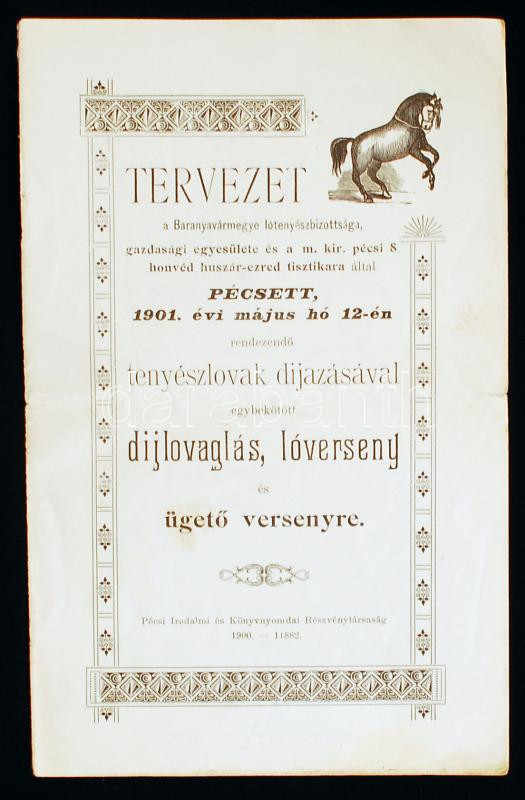 TERVEZET
a Baranyavármegye lótenyészbizottsága,
gazdasági egyesülete és a m. kir. pécsi 8
honvéd huszár-ezred tisztikara által
PÉCSETT,
1901. évi május hó 12-én
rendezendő
tenyészlovak dijazásával
egybekötött
darabanth
dijlovaglás, lóverseny
és
ügető versenyre.
Pécsi Irodalmi és Könyvnyomdai Részvénytársaság
1900. — 11882.